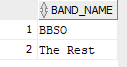 BAND_NAME
1 BBSO
2 The Rest